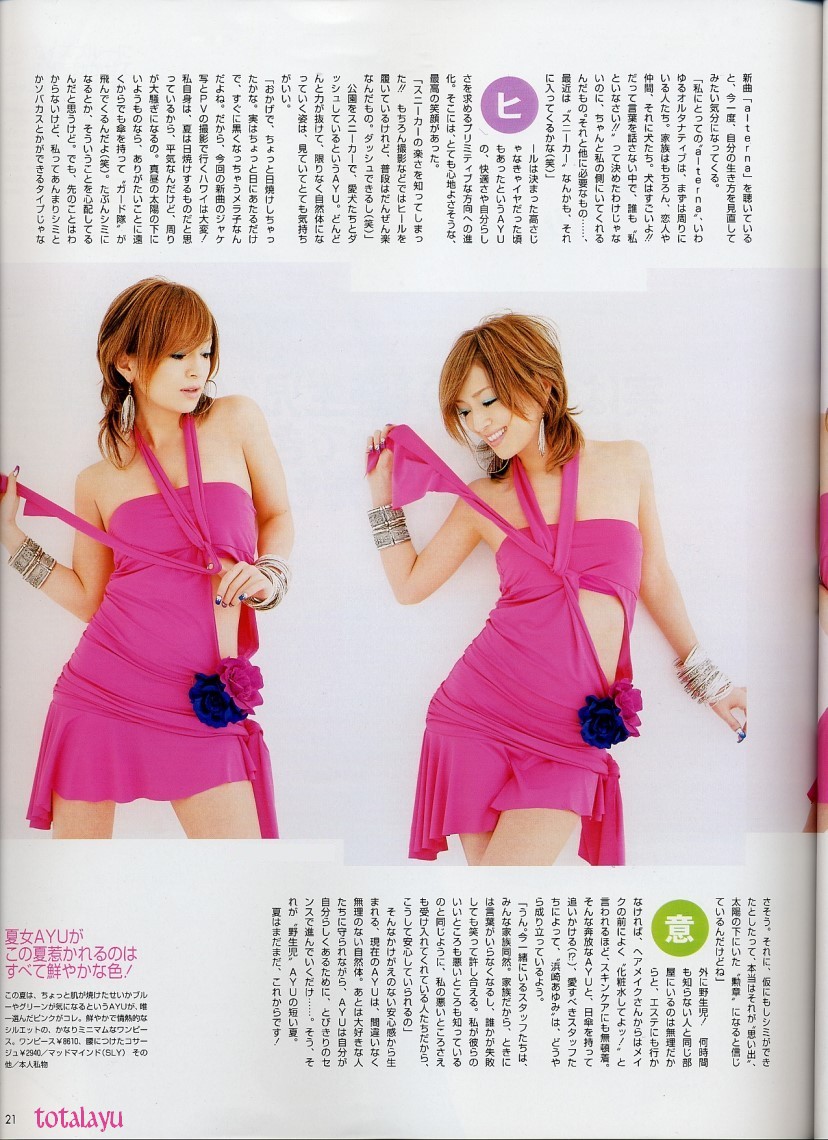 新曲「alterna」を聴いている
と、今一度、自分の生き方を見直して
みたい気分になってくる。
「私にとっての〝alterna〟、いわ
ゆるオルタナティブは、まずは周りに
いる人たち。家族はもちろん、恋人や
仲間、それに犬たち。犬はすごいよ!!
だって言葉を話さない中で、誰も〝私
といなさい!!〟って決めたわけじゃな
いのに、ちゃんと私の側にいてくれる
んだもの。それと他に必要なもの……、
最近は〝スニーカー〟なんかも、それ
に入ってくるかな(笑)」
ヒ
ールは決まった高さじ
ゃなきゃイヤだった頃
もあったというAYU
の、快適さや自分らし
さを求めるプリミティブな方向への進
化。そこには、とても心地よさそうな、
最高の笑顔があった。
「スニーカーの楽さを知ってしまっ
た!! もちろん撮影などではヒールを
履いているけれど、普段はだんぜん楽
なんだもの。ダッシュできるし(笑)」
公園をスニーカーで、愛犬たちとダ
ッシュしているというAYU。どんど
んと力が抜けて、限りなく自然体にな
っていく姿は、見ていてとても気持ち
がいい。
「おかげで、ちょっと日焼けしちゃっ
たかな。実はちょっと日にあたるだけ
で、すぐに黒くなっちゃうメラ子なん
だよね。だから、今回の新曲のジャケ
写とPVの撮影で行くハワイは大変!
私自身は、夏は日焼けするものだと思
っているから、平気なんだけど、周り
が大騒ぎになるの。真昼の太陽の下に
いようものなら、ありがたいことに遠
くからでも傘を持って〝ガード隊〟が
飛んでくるんだよ(笑)。たぶんシミに
なるとか、そういうことを心配してる
んだと思うけど。でも、先のことはわ
からないけど、私ってあんまりシミと
かソバカスとかができるタイプじゃな
さそう。それに、仮にもしシミができ
たとしたって、本当はそれが〝思い出〟、
太陽の下にいた〝勲章〟になると信じ
ているんだけどね」
意
外に野生児! 何時間
も知らない人と同じ部
屋にいるのは無理だか
らと、エステにも行か
なければ、ヘアメイクさんからはメイ
クの前によく〝化粧水してよッ!〟と
言われるほど、スキンケアにも無頓着。
そんな奔放なAYUと、日傘を持って
追いかける(?)、愛すべきスタッフた
ちによって、〝浜崎あゆみ〟は、どうや
ら成り立っているよう。
「うん。今一緒にいるスタッフたちは、
みんな家族同然。家族だから、ときに
は言葉がいらなくなるし、誰かが失敗
しても笑って許し合える。私が彼らの
いいところも悪いところも知っている
のと同じように、私の悪いところさえ
も受け入れてくれている人たちだから、
こうして安心していられるの」
そんなかけがえのない安心感から生
まれる、現在のAYUは、間違いなく
無理のない自然体。あとは大好きな人
たちに守られながら、AYUは自分が
自分らしくあるために、とびきりのセ
ンスで進んでいくだけ……。そう、そ
れが〝野生児〟AYUの短い夏。
夏はまだまだ、これからです!
夏女AYUが
この夏惹かれるのは
すべて鮮やかな色!
この夏は、ちょっと肌が焼けたせいかブル
ーやグリーンが気になるというAYUが、唯
一選んだピンクがコレ。鮮やかで情熱的な
シルエットの、かなりミニマムなワンピー
ス。ワンピース¥8610、腰につけたコサー
ジュ¥2940/マッドマインド(SLY) その
他/本人私物
21
totalayu